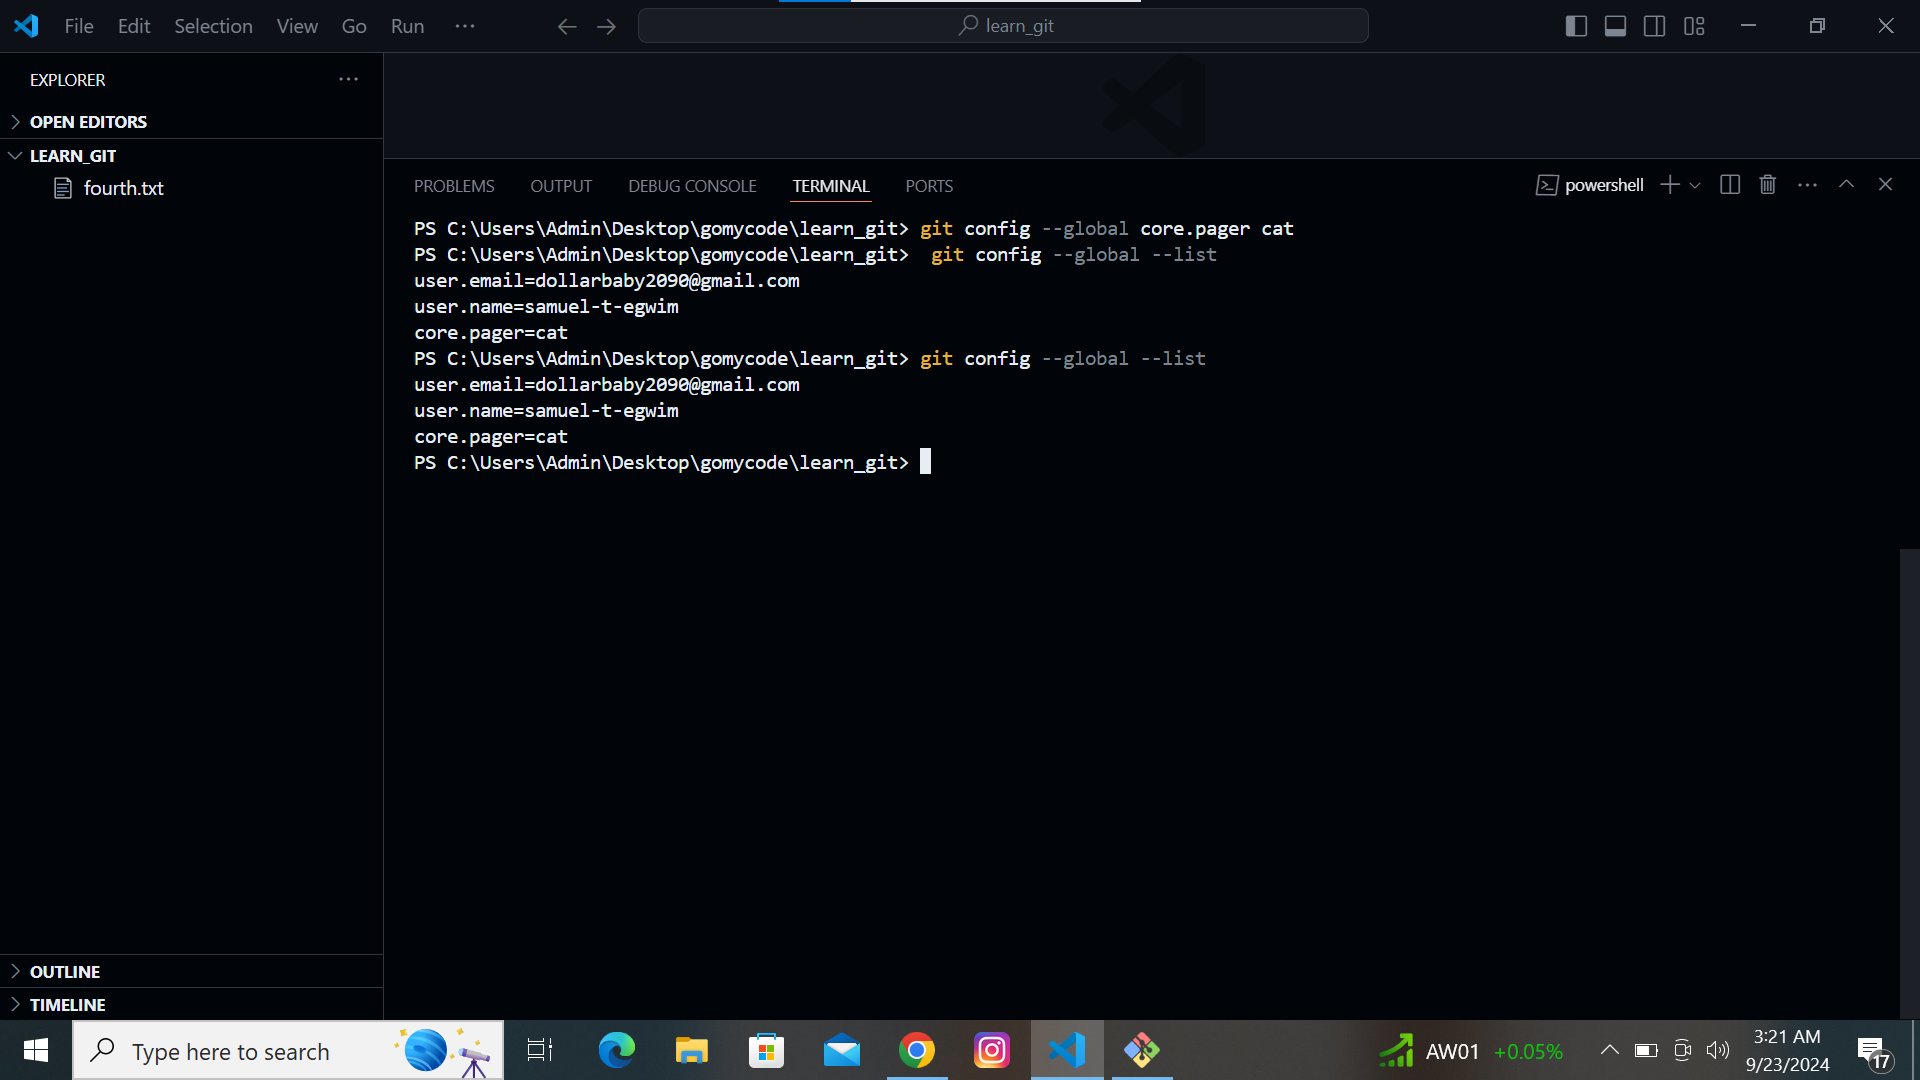 File Edit Selection View Go Run ···
learn_git
EXPLORER
OPEN EDITORS
LEARN_GIT
fourth.txt
PROBLEMS OUTPUT DEBUG CONSOLE TERMINAL PORTS
powershell
PS C:\Users\Admin\Desktop\gomycode\learn_git> git config --global core.pager cat
PS C:\Users\Admin\Desktop\gomycode\learn_git>  git config --global --list
user.email=dollarbaby2090@gmail.com
user.name=samuel-t-egwim
core.pager=cat
PS C:\Users\Admin\Desktop\gomycode\learn_git> git config --global --list
user.email=dollarbaby2090@gmail.com
user.name=samuel-t-egwim
core.pager=cat
PS C:\Users\Admin\Desktop\gomycode\learn_git>
OUTLINE
TIMELINE
Type here to search
AW01 +0.05%
3:21 AM
9/23/2024
17